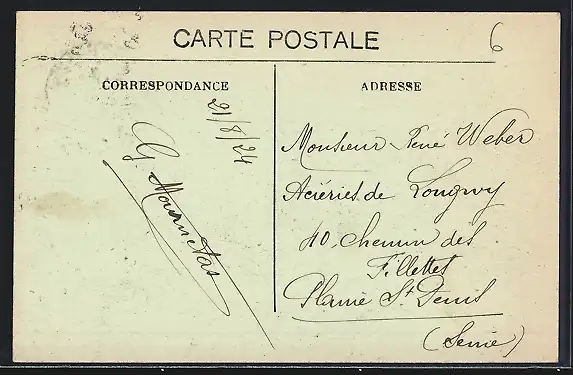 CARTE POSTALE
6
CORRESPONDANCE
ADRESSE
21/8/24
Monsieur René Weber
Aciéries de Longwy
40 Chemin des
Fillettes
Plaine St Denis
(Seine)